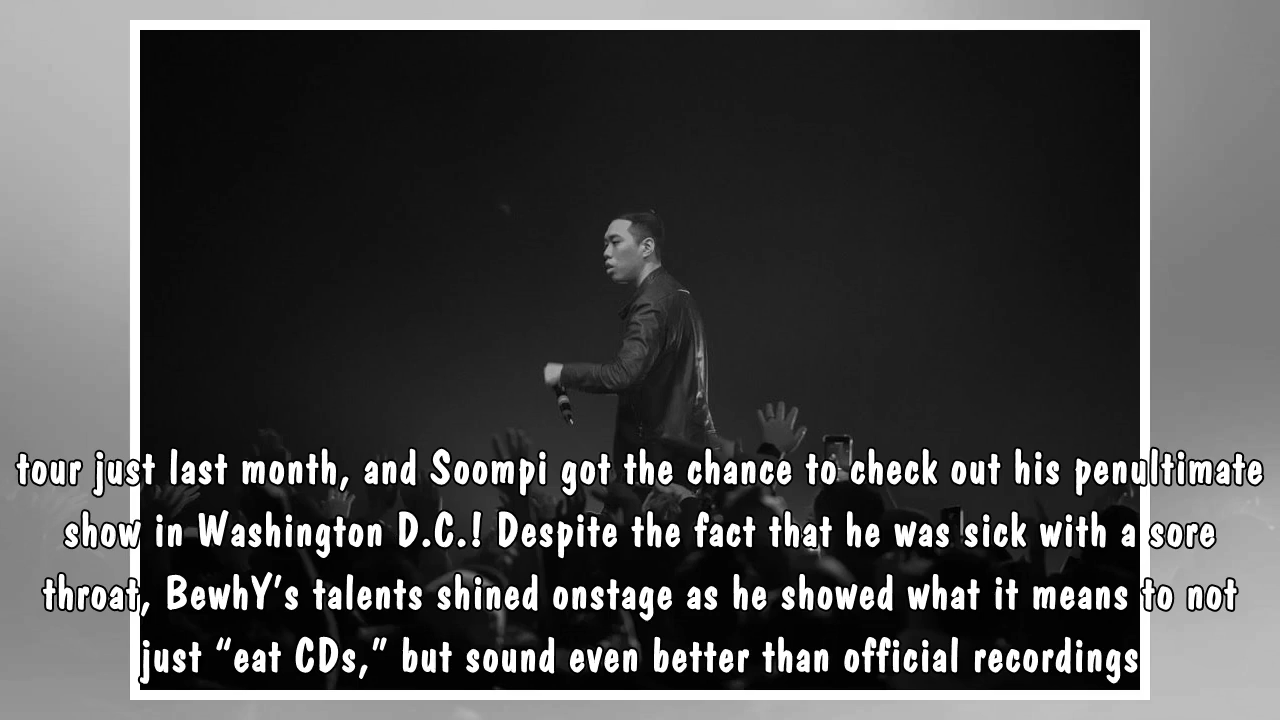 tour just last month, and Soompi got the chance to check out his penultimate
show in Washington D.C.! Despite the fact that he was sick with a sore
throat, BewhY’s talents shined onstage as he showed what it means to not
just “eat CDs,” but sound even better than official recordings